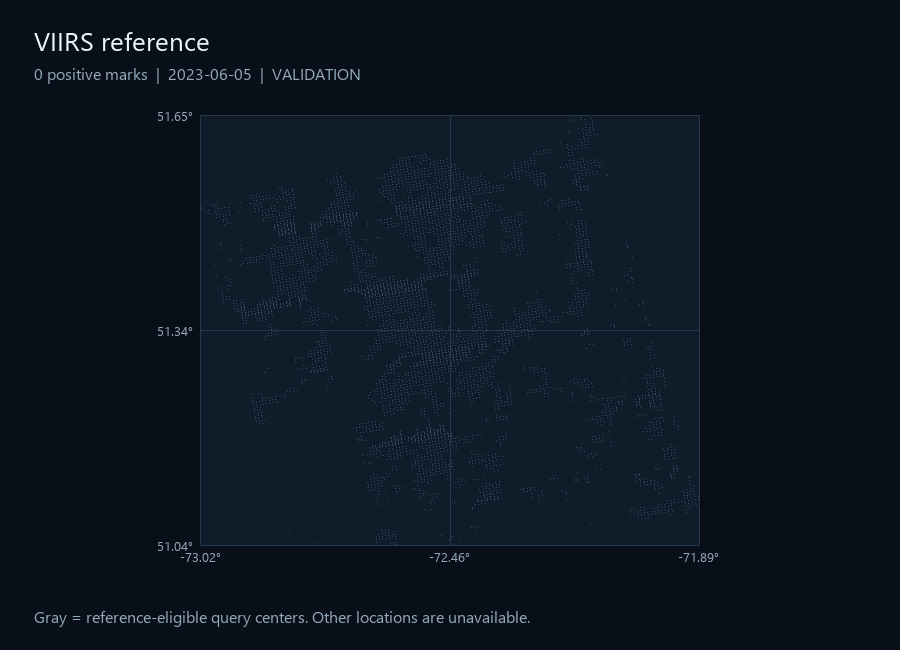 VIIRS reference
0 positive marks | 2023-06-05 | VALIDATION
51.65°
51.34°
51.04°
-73.02°
-72.46°
-71.89°
Gray = reference-eligible query centers. Other locations are unavailable.